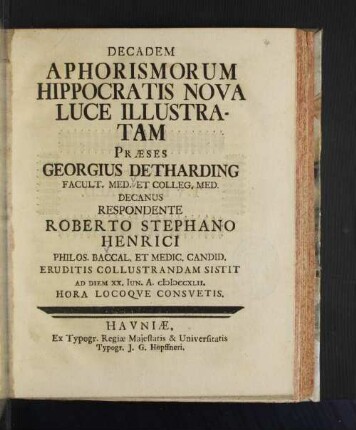 DECADEM
APHORISMORUM
HIPPOCRATIS NOVA
LUCE ILLUSTRA-
TAM
PRÆSES
GEORGIUS DETHARDING
FACULT. MED. ET COLLEG. MED.
DECANUS
RESPONDENTE
ROBERTO STEPHANO
HENRICI
PHILOS. BACCAL. ET MEDIC. CANDID.
ERUDITIS COLLUSTRANDAM SISTIT
AD DIEM XX. IUN. A. cIɔIɔccXLII.
HORA LOCOQVE CONSVETIS.
HAVNIÆ,
Ex Typogr. Regiæ Majestatis & Universitatis
Typogr. J. G. Höpffneri.